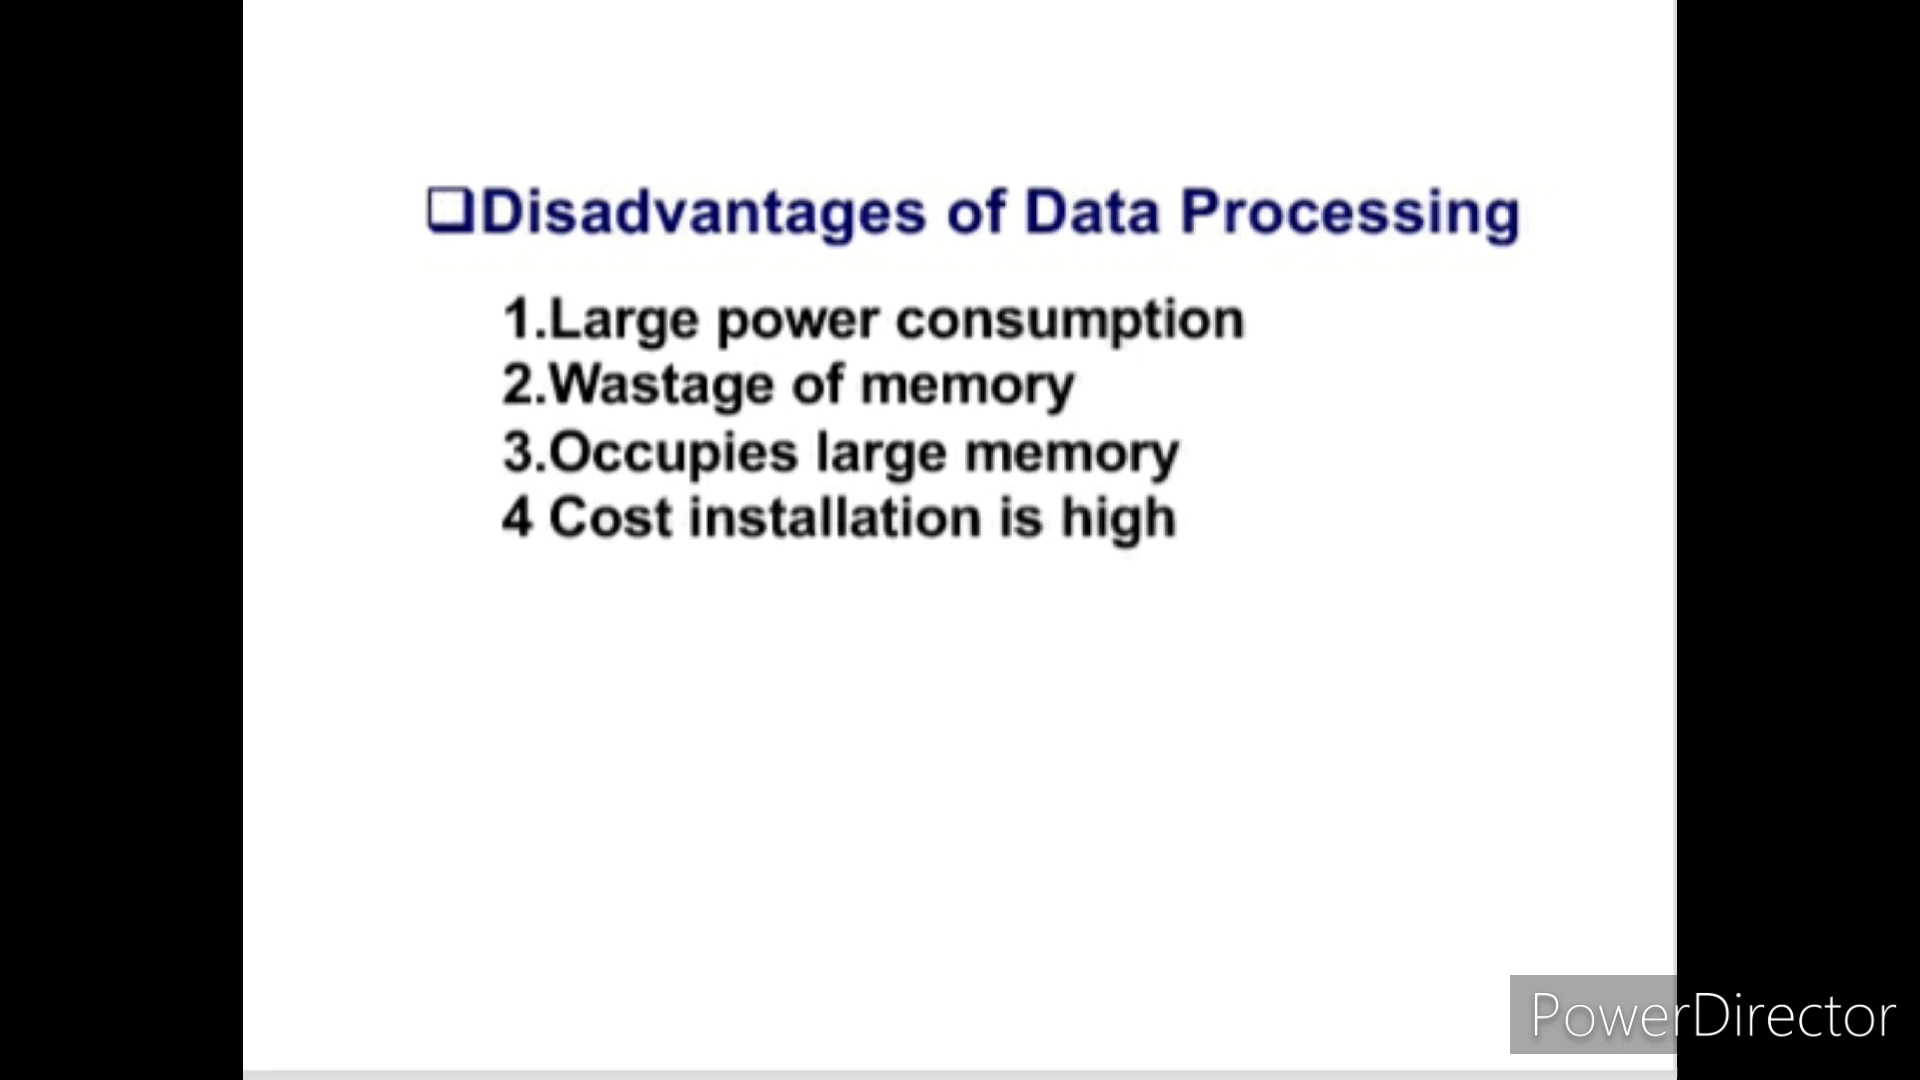 ❑Disadvantages of Data Processing
1.Large power consumption
2.Wastage of memory
3.Occupies large memory
4 Cost installation is high
PowerDirector